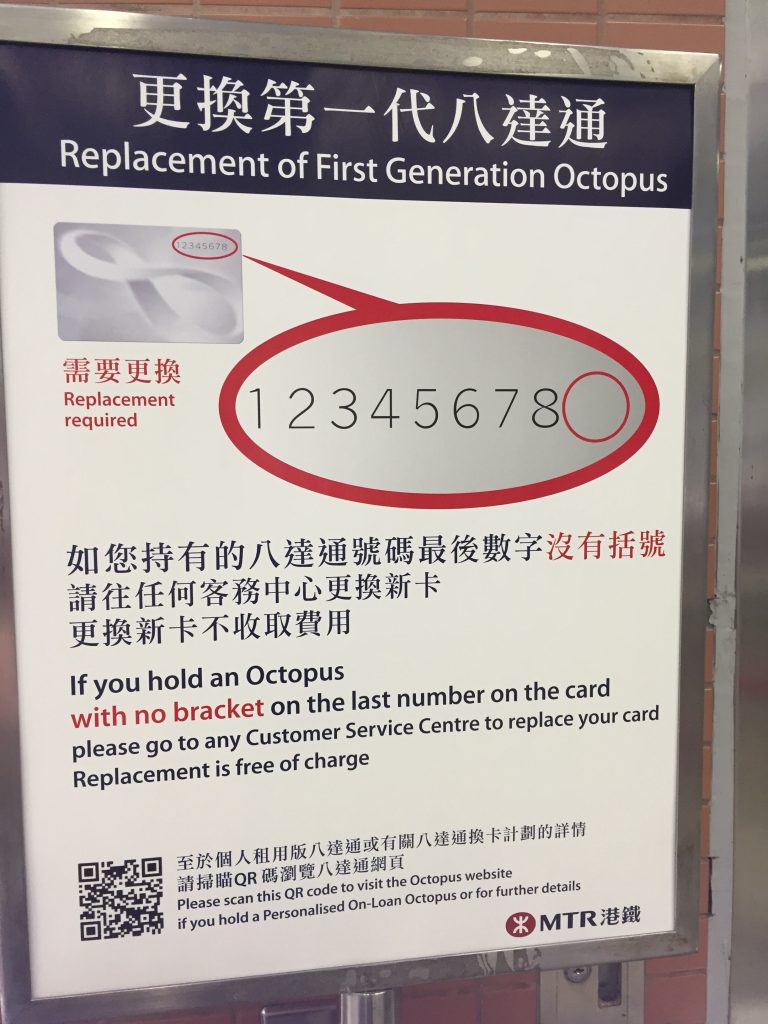 更換第一代八達通
Replacement of First Generation Octopus
12345678
需要更換
Replacement
required
12345678
如您持有的八達通號碼最後數字沒有括號
請往任何客務中心更換新卡
更換新卡不收取費用
If you hold an Octopus
with no bracket on the last number on the card
please go to any Customer Service Centre to replace your card
Replacement is free of charge
至於個人租用版八達通或有關八達通換卡計劃的詳情
請掃瞄QR 碼瀏覽八達通網頁
Please scan this QR code to visit the Octopus website
if you hold a Personalised On-Loan Octopus or for further details
MTR 港鐵